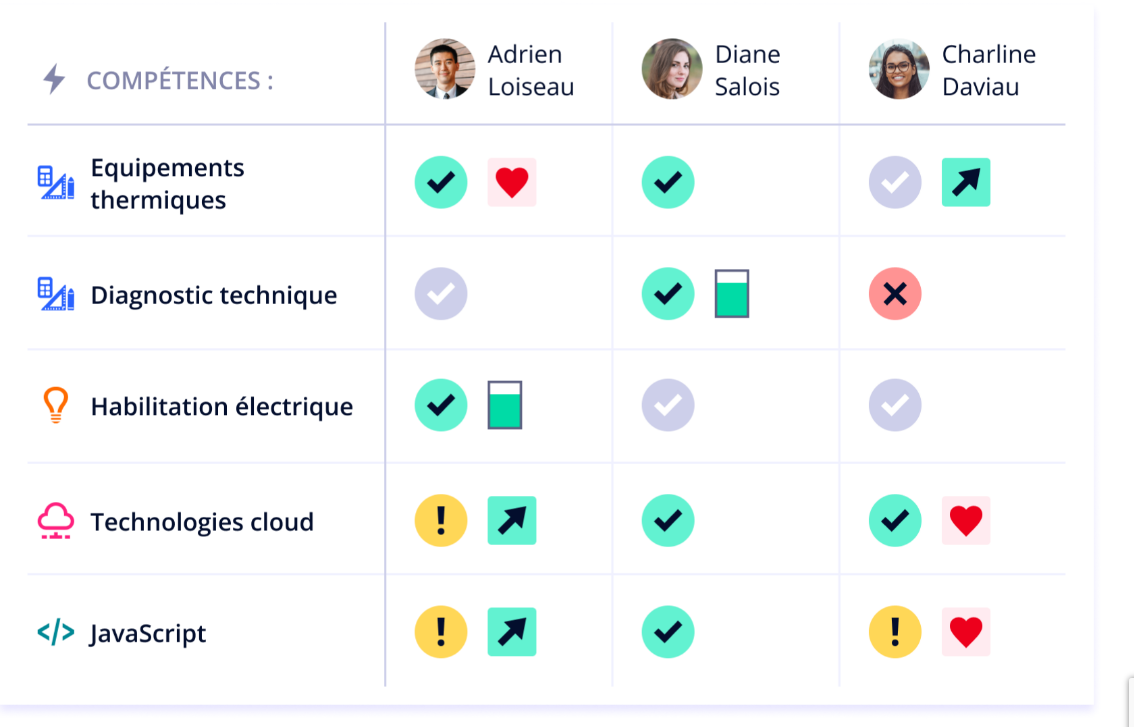 COMPÉTENCES :
Adrien
Loiseau
Diane
Salois
Charline
Daviau
Equipements
thermiques
Diagnostic technique
Habilitation électrique
Technologies cloud
</> JavaScript